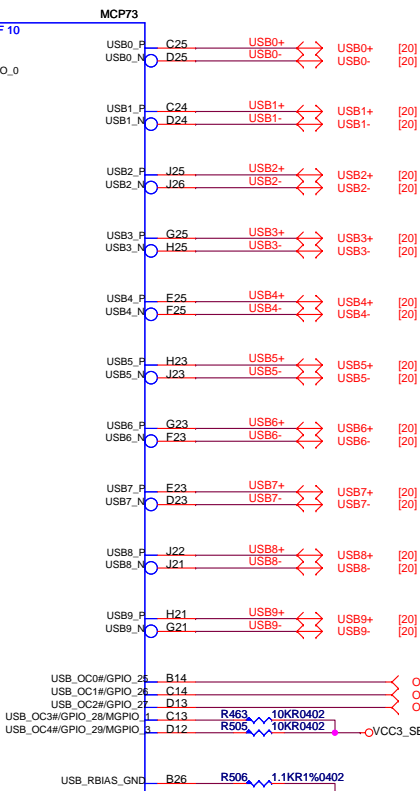 MCP73
F 10
O_0
USB0_P C25 USB0+ USB0+ [20]
USB0_N D25 USB0- USB0- [20]
USB1_P C24 USB1+ USB1+ [20]
USB1_N D24 USB1- USB1- [20]
USB2_P J25 USB2+ USB2+ [20]
USB2_N J26 USB2- USB2- [20]
USB3_P G25 USB3+ USB3+ [20]
USB3_N H25 USB3- USB3- [20]
USB4_P E25 USB4+ USB4+ [20]
USB4_N F25 USB4- USB4- [20]
USB5_P H23 USB5+ USB5+ [20]
USB5_N J23 USB5- USB5- [20]
USB6_P G23 USB6+ USB6+ [20]
USB6_N F23 USB6- USB6- [20]
USB7_P E23 USB7+ USB7+ [20]
USB7_N D23 USB7- USB7- [20]
USB8_P J22 USB8+ USB8+ [20]
USB8_N J21 USB8- USB8- [20]
USB9_P H21 USB9+ USB9+ [20]
USB9_N G21 USB9- USB9- [20]
USB_OC0#/GPIO_25 B14
USB_OC1#/GPIO_26 C14
USB_OC2#/GPIO_27 D13
USB_OC3#/GPIO_28/MGPIO_1 C13 R463 10KR0402
USB_OC4#/GPIO_29/MGPIO_3 D12 R505 10KR0402 VCC3_SB
USB_RBIAS_GND B26 R506 1.1KR1%0402